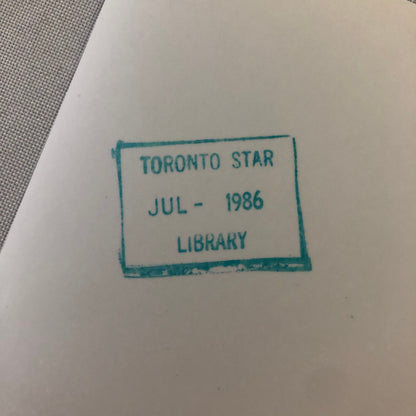 TORONTO STAR
JUL - 1986
LIBRARY